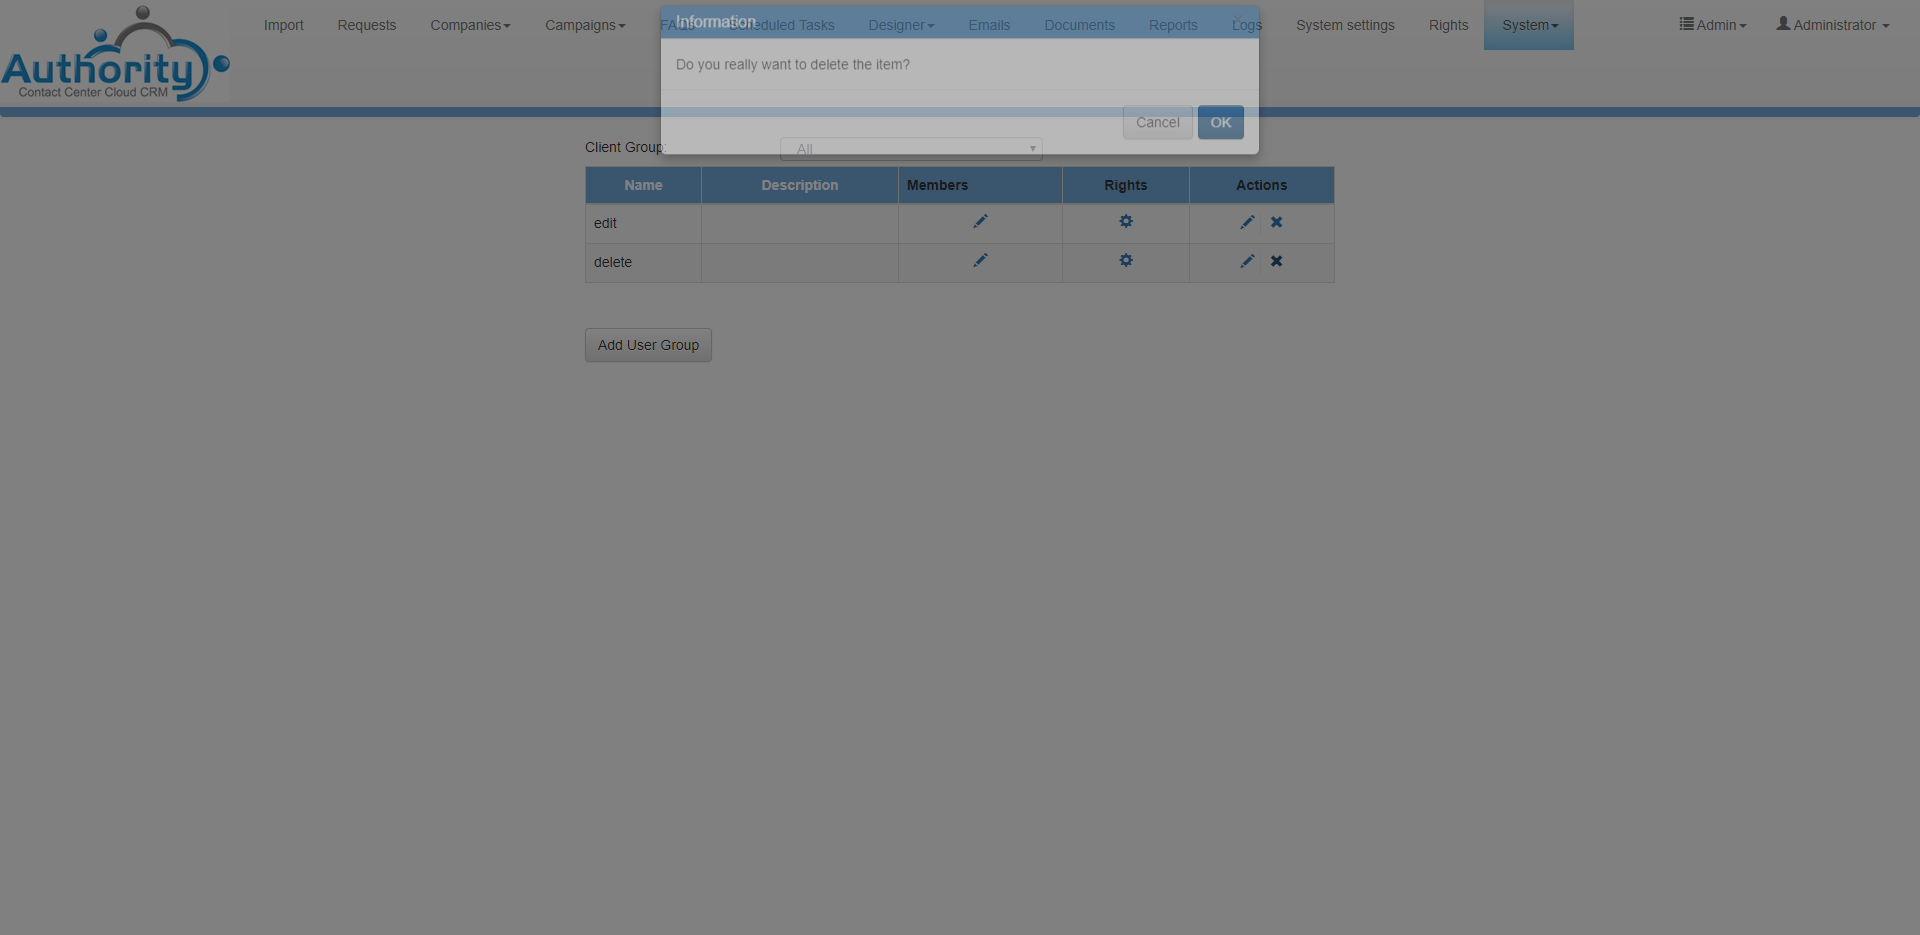 Authority
Contact Center Cloud CRM
Import Requests Companies Campaigns FAQs Scheduled Tasks Designer Emails Documents Reports Logs System settings Rights System Admin Administrator
Information
Do you really want to delete the item?
Cancel OK
Client Group: All
Name Description Members Rights Actions
edit
delete
Add User Group